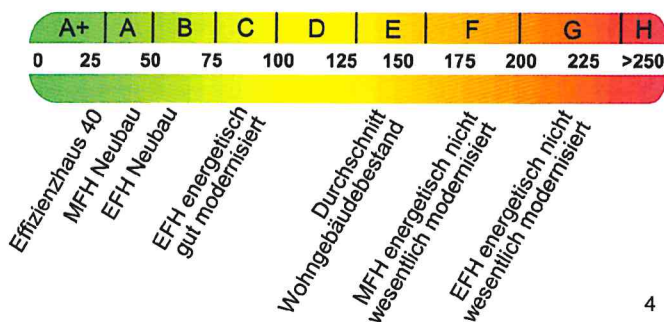 A+ A B C D E F G H
0 25 50 75 100 125 150 175 200 225 >250
Effizienzhaus 40
MFH Neubau
EFH Neubau
EFH energetisch
gut modernisiert
Durchschnitt
Wohngebäudebestand
MFH energetisch nicht
wesentlich modernisiert
EFH energetisch nicht
wesentlich modernisiert
4